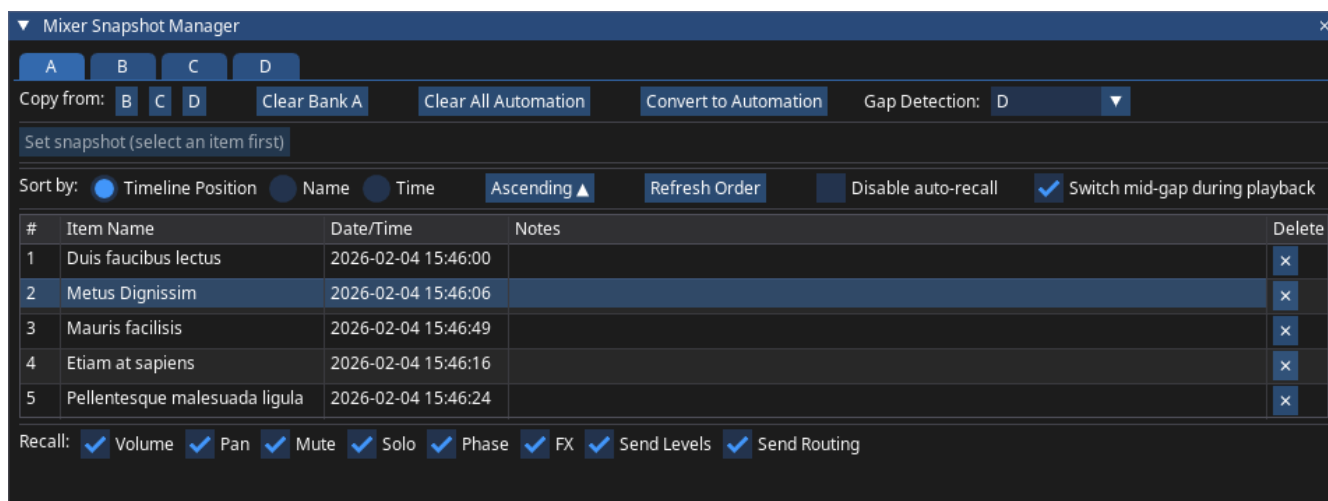 ▼ Mixer Snapshot Manager ×
A B C D
Copy from: B C D Clear Bank A Clear All Automation Convert to Automation Gap Detection: D ▼
Set snapshot (select an item first)
Sort by: Timeline Position Name Time Ascending ▲ Refresh Order Disable auto-recall Switch mid-gap during playback
# Item Name Date/Time Notes Delete
1 Duis faucibus lectus 2026-02-04 15:46:00 ×
2 Metus Dignissim 2026-02-04 15:46:06 ×
3 Mauris facilisis 2026-02-04 15:46:49 ×
4 Etiam at sapiens 2026-02-04 15:46:16 ×
5 Pellentesque malesuada ligula 2026-02-04 15:46:24 ×
Recall: Volume Pan Mute Solo Phase FX Send Levels Send Routing